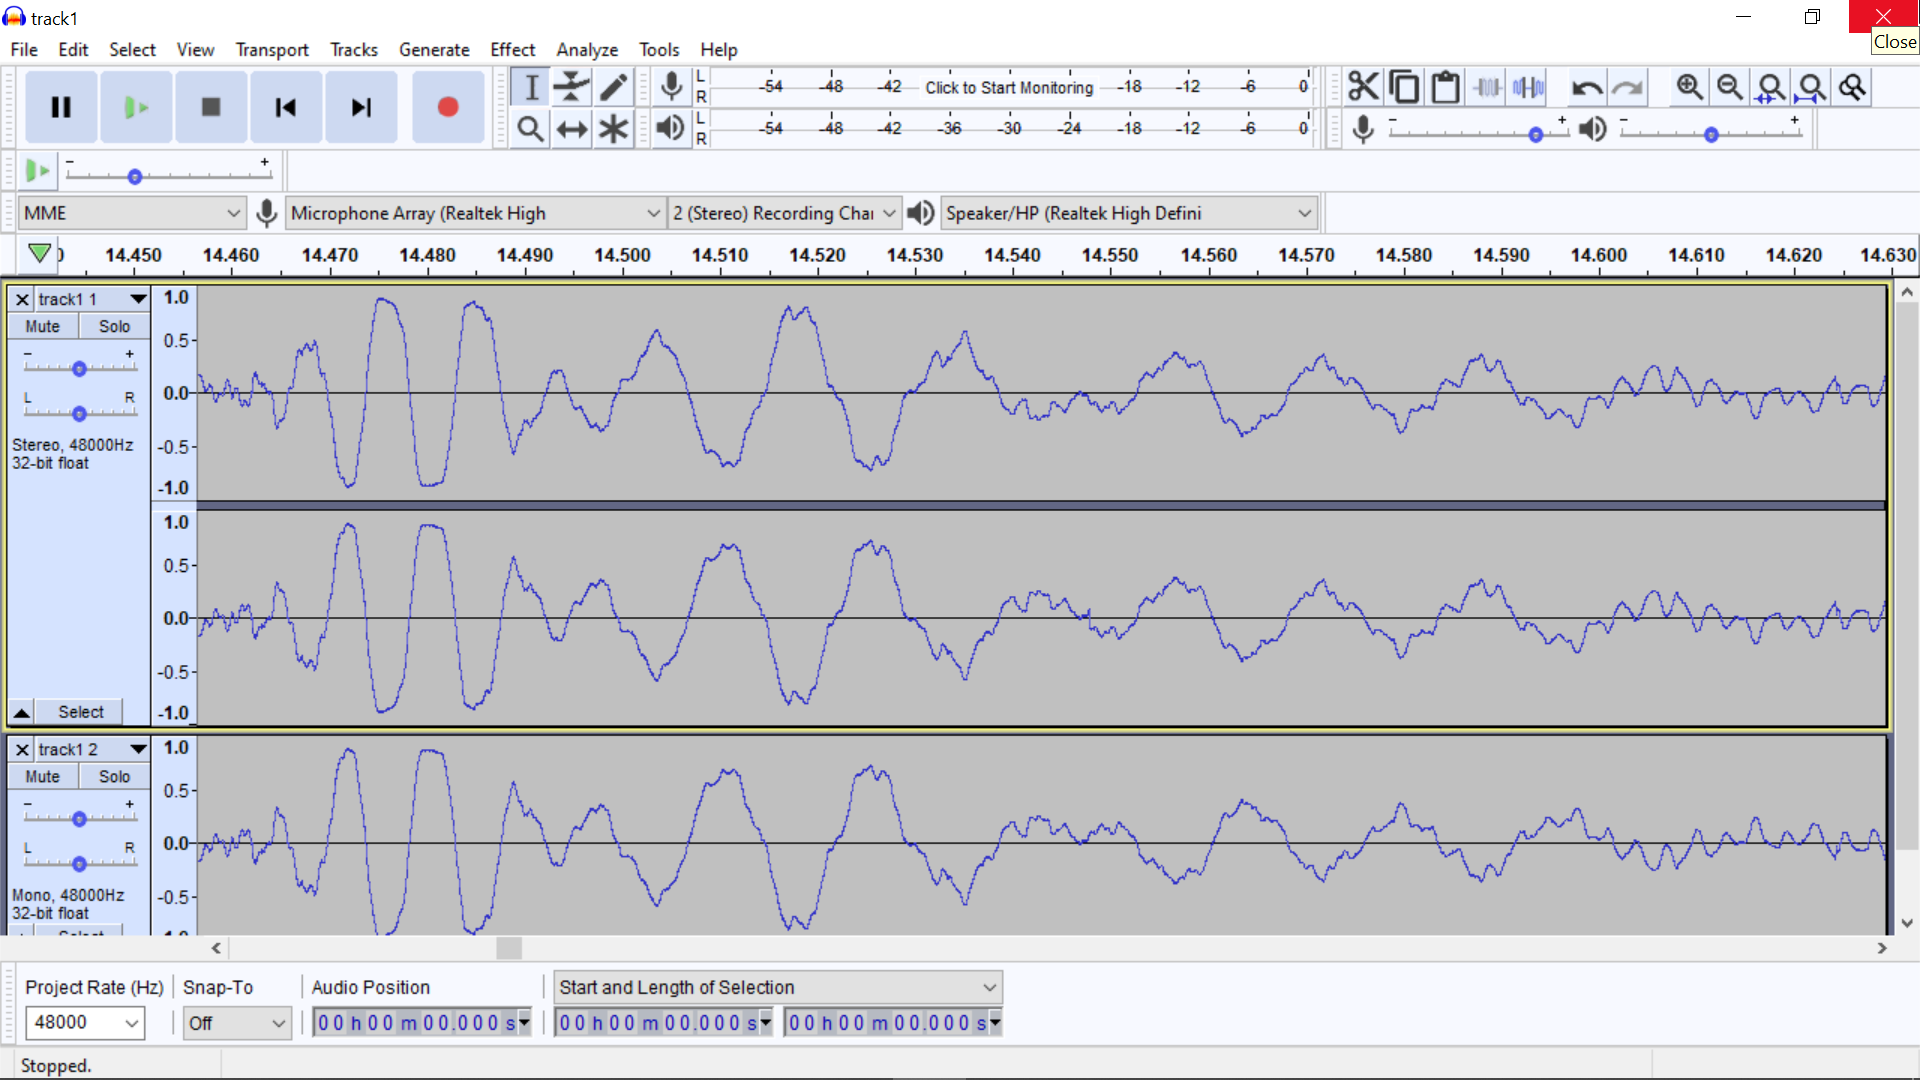 track1
Close
File Edit Select View Transport Tracks Generate Effect Analyze Tools Help
L
R
-54 -48 -42 Click to Start Monitoring -18 -12 -6 0
L
R
-54 -48 -42 -36 -30 -24 -18 -12 -6 0
- +
- +
- +
MME
Microphone Array (Realtek High
2 (Stereo) Recording Chai
Speaker/HP (Realtek High Defini
14.450 14.460 14.470 14.480 14.490 14.500 14.510 14.520 14.530 14.540 14.550 14.560 14.570 14.580 14.590 14.600 14.610 14.620 14.630
track1 1
Mute Solo
- +
L R
Stereo, 48000Hz
32-bit float
Select
1.0
0.5
0.0
-0.5
-1.0
1.0
0.5
0.0
-0.5
-1.0
track1 2
Mute Solo
- +
L R
Mono, 48000Hz
32-bit float
1.0
0.5
0.0
-0.5
Project Rate (Hz) Snap-To Audio Position Start and Length of Selection
48000 Off 00 h 00 m 00.000 s 00 h 00 m 00.000 s 00 h 00 m 00.000 s
Stopped.